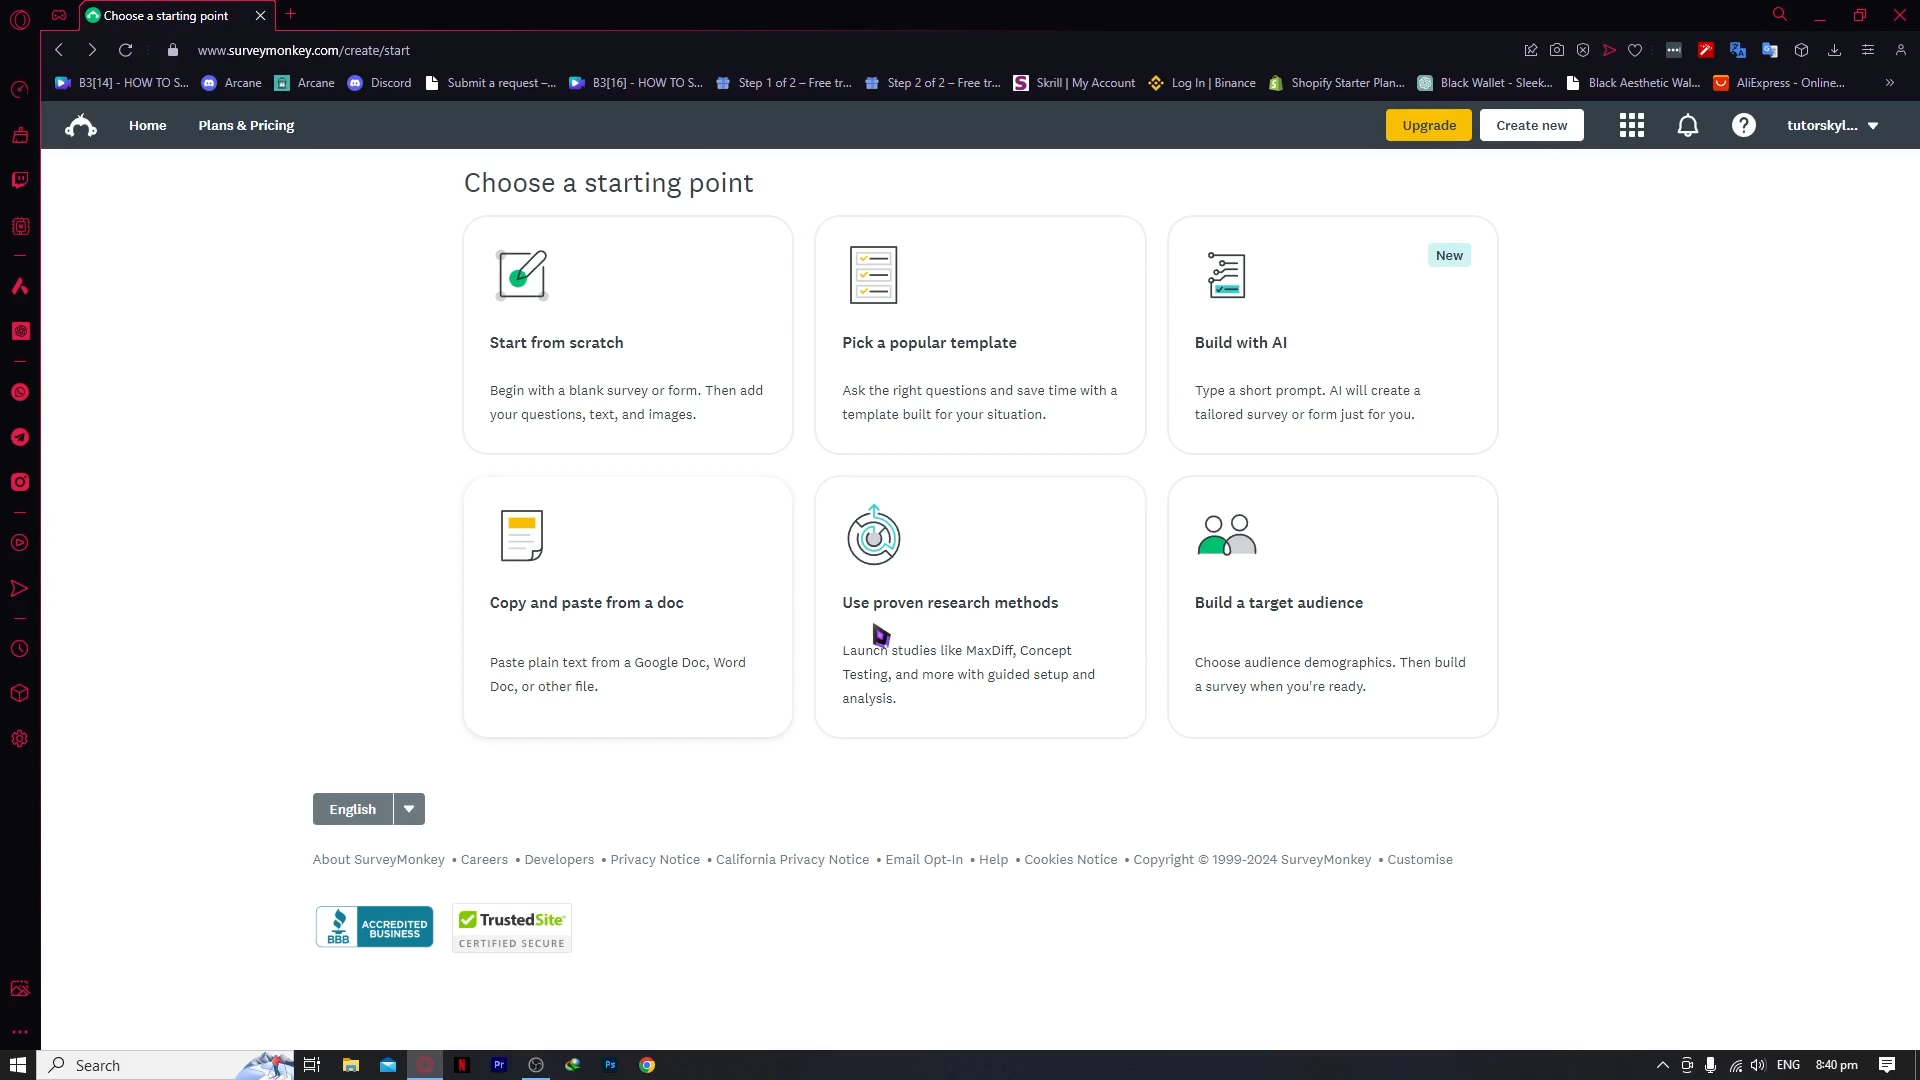 Choose a starting point
www.surveymonkey.com/create/start
B3[14] - HOW TO S...
Arcane
Arcane
Discord
Submit a request –...
B3[16] - HOW TO S...
Step 1 of 2 – Free tr...
Step 2 of 2 – Free tr...
Skrill | My Account
Log In | Binance
Shopify Starter Plan...
Black Wallet - Sleek...
Black Aesthetic Wal...
AliExpress - Online...
Home
Plans & Pricing
Upgrade
Create new
tutorskyl...
Choose a starting point
Start from scratch
Begin with a blank survey or form. Then add
your questions, text, and images.
Pick a popular template
Ask the right questions and save time with a
template built for your situation.
New
Build with AI
Type a short prompt. AI will create a
tailored survey or form just for you.
Copy and paste from a doc
Paste plain text from a Google Doc, Word
Doc, or other file.
Use proven research methods
Launch studies like MaxDiff, Concept
Testing, and more with guided setup and
analysis.
Build a target audience
Choose audience demographics. Then build
a survey when you're ready.
English
About SurveyMonkey • Careers • Developers • Privacy Notice • California Privacy Notice • Email Opt-In • Help • Cookies Notice • Copyright © 1999-2024 SurveyMonkey • Customise
BBB
ACCREDITED
BUSINESS
TrustedSite
CERTIFIED SECURE
Search
Pr
Ps
ENG
8:40 pm